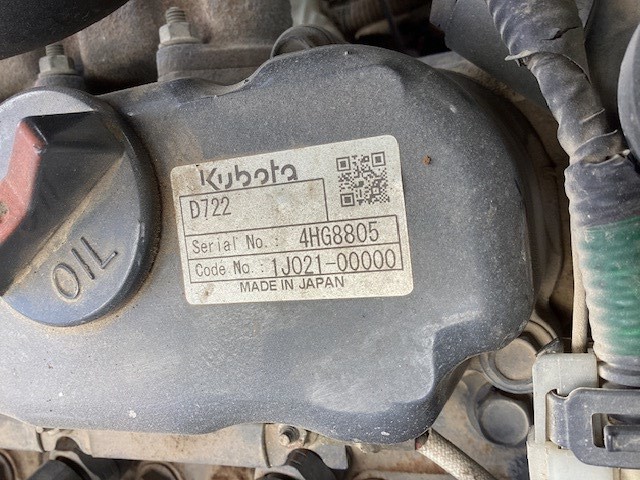 Kubota
D722
Serial No.: 4HG8805
Code No.: 1J021-00000
MADE IN JAPAN
OIL